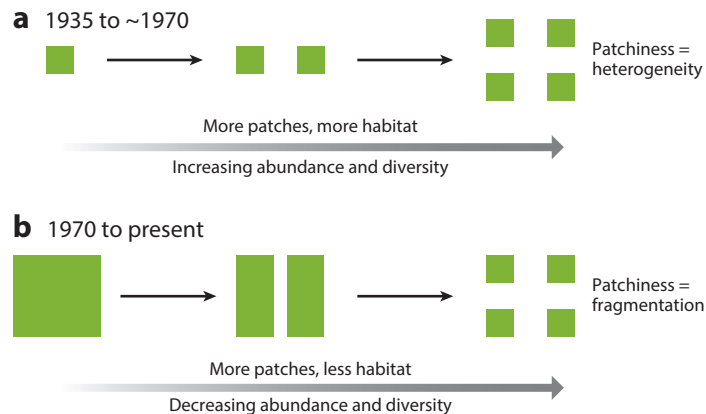 a 1935 to ~1970
Patchiness =
heterogeneity
More patches, more habitat
Increasing abundance and diversity
b 1970 to present
Patchiness =
fragmentation
More patches, less habitat
Decreasing abundance and diversity